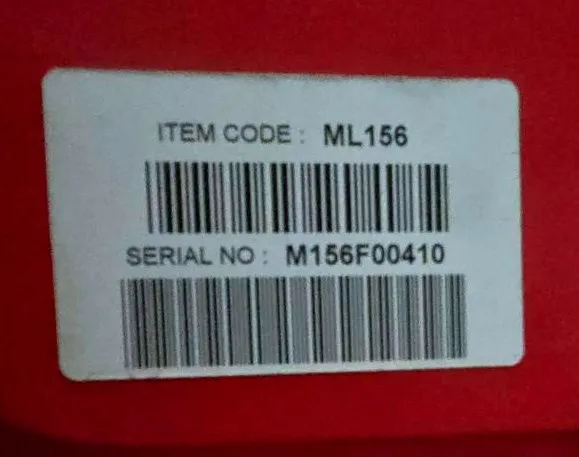 ITEM CODE : ML156
SERIAL NO : M156F00410